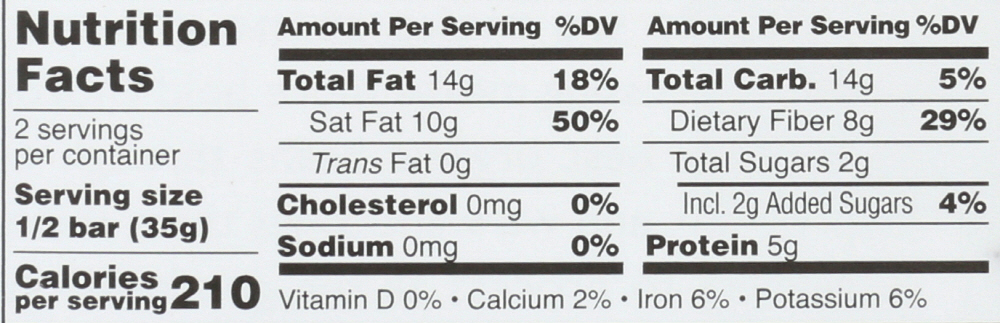 Nutrition
Facts
2 servings
per container
Serving size
1/2 bar (35g)
Calories
per serving 210
Amount Per Serving %DV
Total Fat 14g 18%
Sat Fat 10g 50%
Trans Fat 0g
Cholesterol 0mg 0%
Sodium 0mg 0%
Amount Per Serving %DV
Total Carb. 14g 5%
Dietary Fiber 8g 29%
Total Sugars 2g
Incl. 2g Added Sugars 4%
Protein 5g
Vitamin D 0% • Calcium 2% • Iron 6% • Potassium 6%